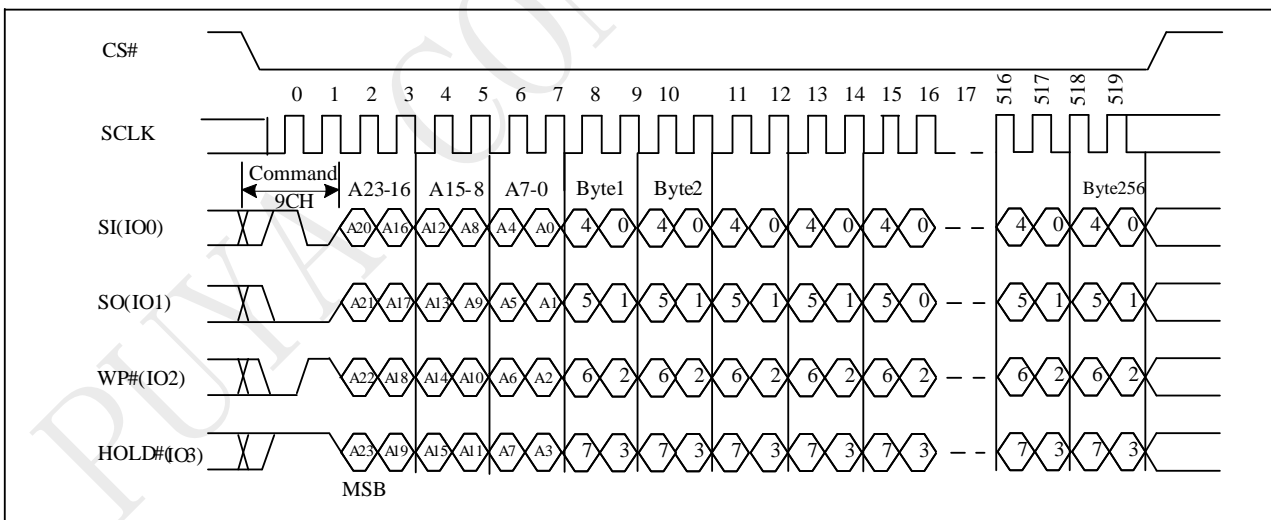 PUYA CON
CS#
0 1 2 3 4 5 6 7 8 9 10 11 12 13 14 15 16 17 516 517 518 519
SCLK
Command
9CH
A23-16 A15-8 A7-0 Byte1 Byte2 Byte256
SI(IO0) A20 A16 A12 A8 A4 A0 4 0 4 0 4 0 4 0 4 0 4 0 4 0
SO(IO1) A21 A17 A13 A9 A5 A1 5 1 5 1 5 1 5 1 5 0 5 1 5 1
WP#(IO2) A22 A18 A14 A10 A6 A2 6 2 6 2 6 2 6 2 6 2 6 2 6 2
HOLD#(IO3) A23 A19 A15 A11 A7 A3 7 3 7 3 7 3 7 3 7 3 7 3 7 3
MSB